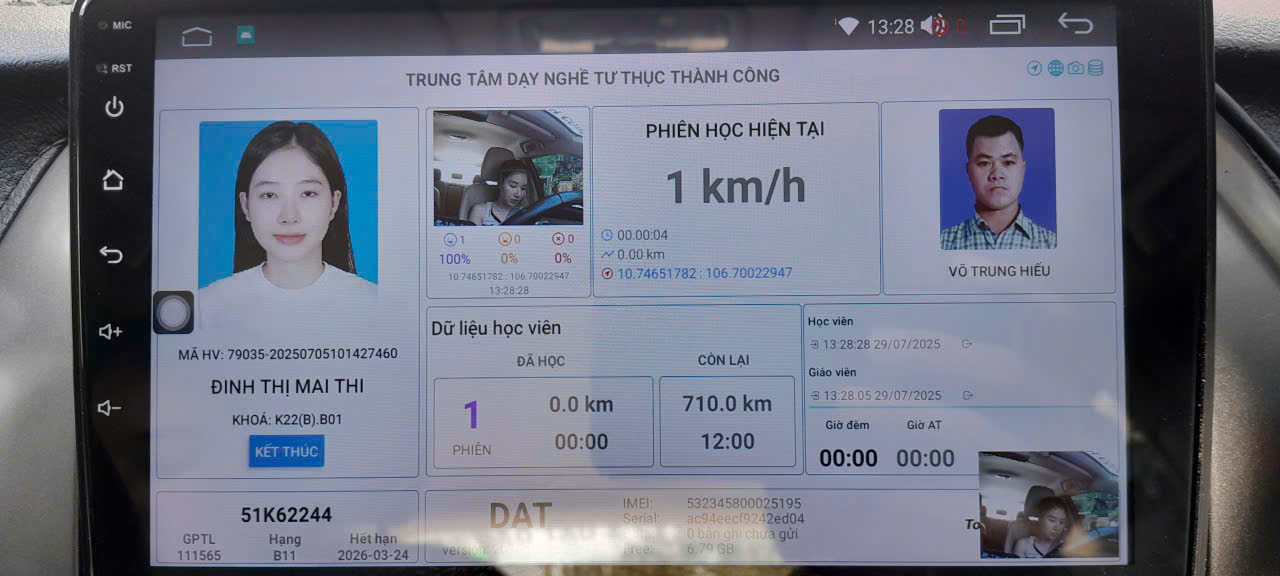 MIC
13:28
RST
TRUNG TÂM DẠY NGHỀ TƯ THỤC THÀNH CÔNG
MÃ HV: 79035-20250705101427460
ĐINH THỊ MAI THI
KHOÁ: K22(B).B01
KẾT THÚC
1 0 0
100% 0% 0%
10.74651782 : 106.70022947
13:28:28
PHIÊN HỌC HIỆN TẠI
1 km/h
00:00:04
0.00 km
10.74651782 : 106.70022947
VÕ TRUNG HIẾU
Dữ liệu học viên
ĐÃ HỌC
1
PHIÊN
0.0 km
00:00
CÒN LẠI
710.0 km
12:00
Học viên
13:28:28 29/07/2025
Giáo viên
13:28:05 29/07/2025
Giờ đêm Giờ AT
00:00 00:00
51K62244
GPTL Hạng Hết hạn
111565 B11 2026-03-24
DAT
IMEI: 532345800025195
Serial: ac94eecf9242ed04
0 bản ghi chưa gửi
Free: 6.79 GB